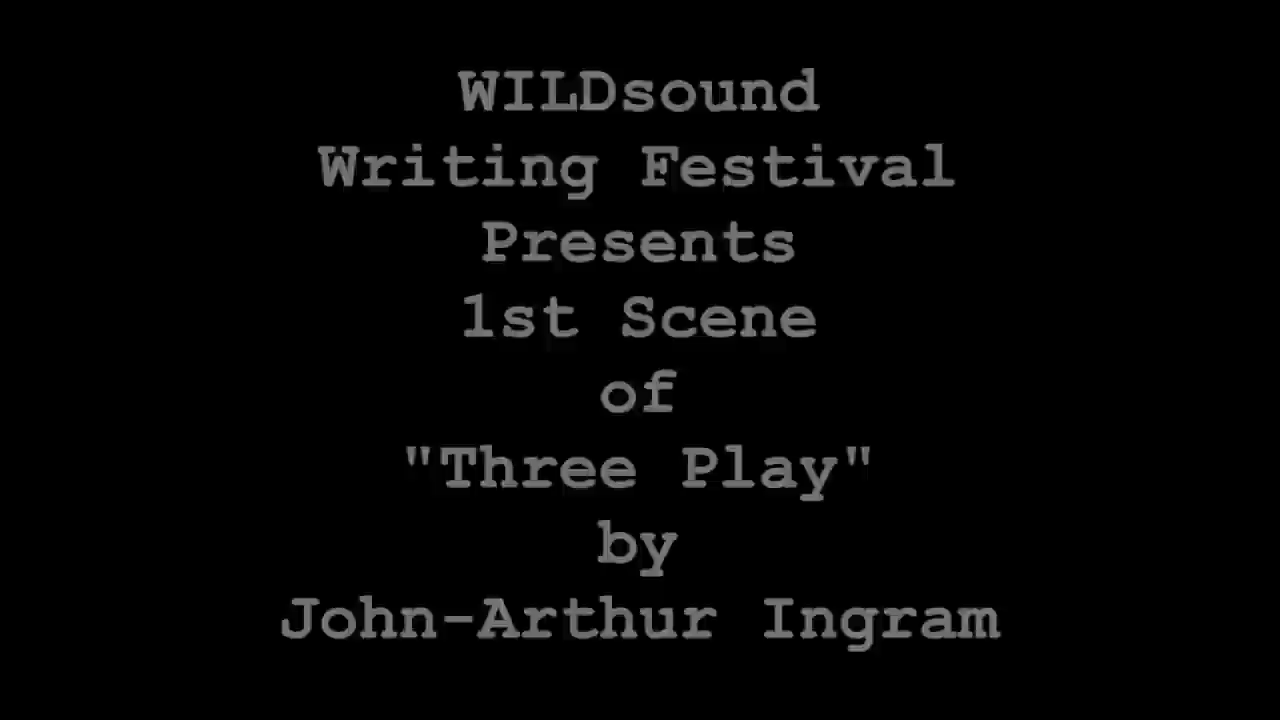 WILDsound
Writing Festival
Presents
1st Scene
of
"Three Play"
by
John-Arthur Ingram